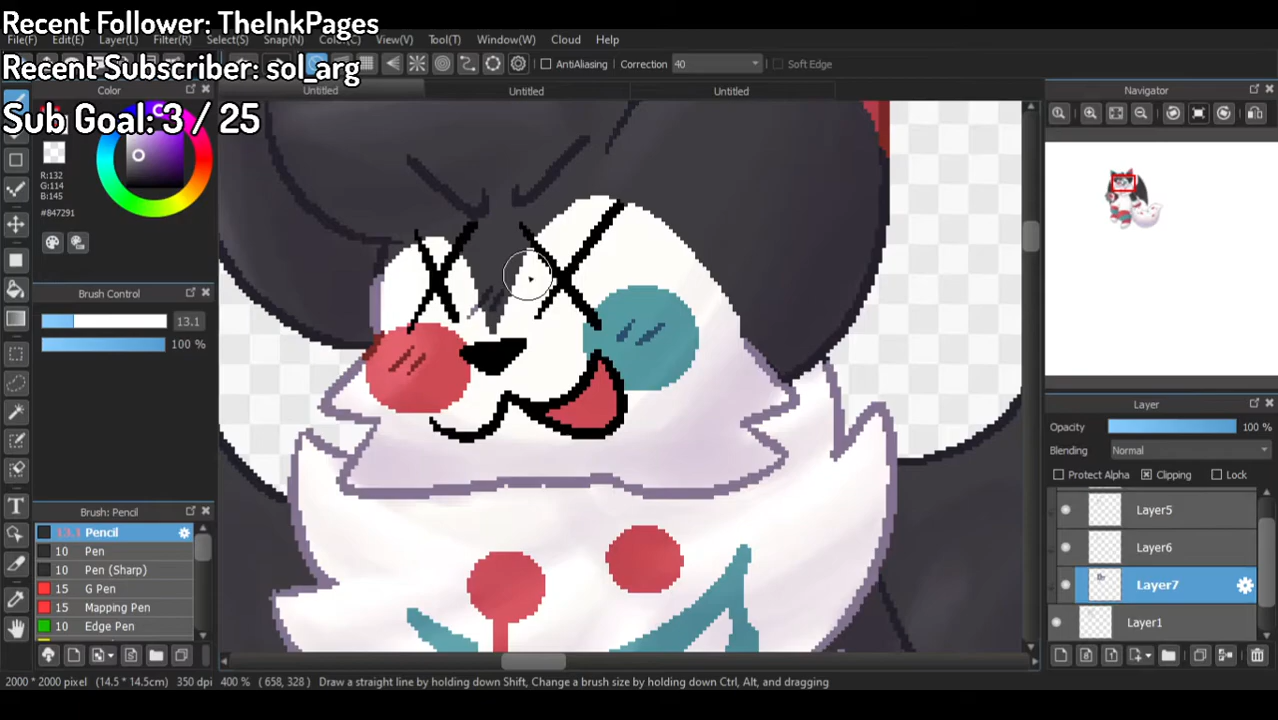 Recent Follower: TheInkPages
File(F) Edit(E) Layer(L) Filter(R) Select(S) Snap(N) Color(C) View(V) Tool(T) Window(W) Cloud Help
Recent Subscriber: sol_arg
AntiAliasing Correction 40 Soft Edge
Color Untitled Untitled Untitled Navigator
Sub Goal: 3 / 25
R:132
G:114
B:145
#847291
Brush Control
13.1
100 %
Layer
Opacity 100 %
Blending Normal
Protect Alpha Clipping Lock
Layer5
Layer6
Layer7
Layer1
Brush: Pencil
13.1 Pencil
10 Pen
10 Pen (Sharp)
15 G Pen
15 Mapping Pen
10 Edge Pen
2000 * 2000 pixel (14.5 * 14.5cm) 350 dpi 400 % ( 658, 328 ) Draw a straight line by holding down Shift, Change a brush size by holding down Ctrl, Alt, and dragging